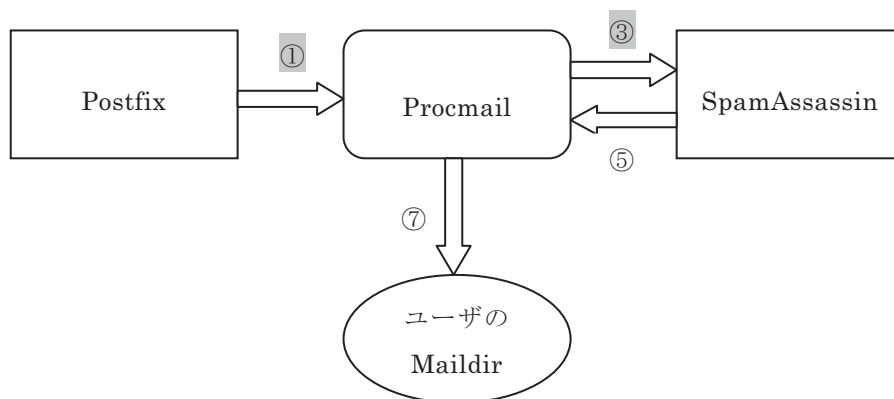 ①
③
Postfix
Procmail
SpamAssassin
⑤
⑦
ユーザの
Maildir